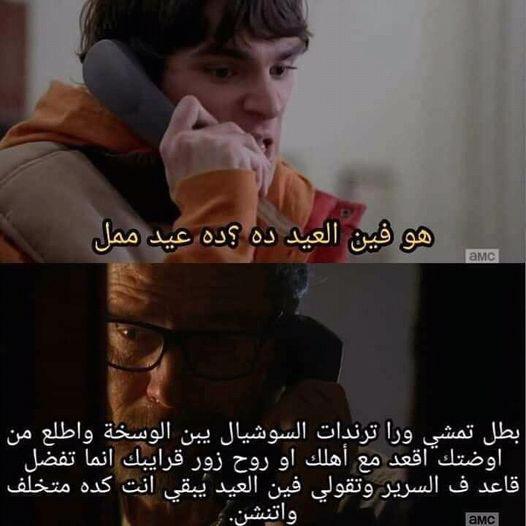 هو فين العيد ده ؟ده عيد ممل
aMC
بطل تمشي ورا ترندات السوشيال يبن الوسخة واطلع من
اوضتك اقعد مع أهلك او روح زور قرايبك انما تفضل
قاعد ف السرير وتقولي فين العيد يبقي انت كده متخلف
واتنشن.
aMC